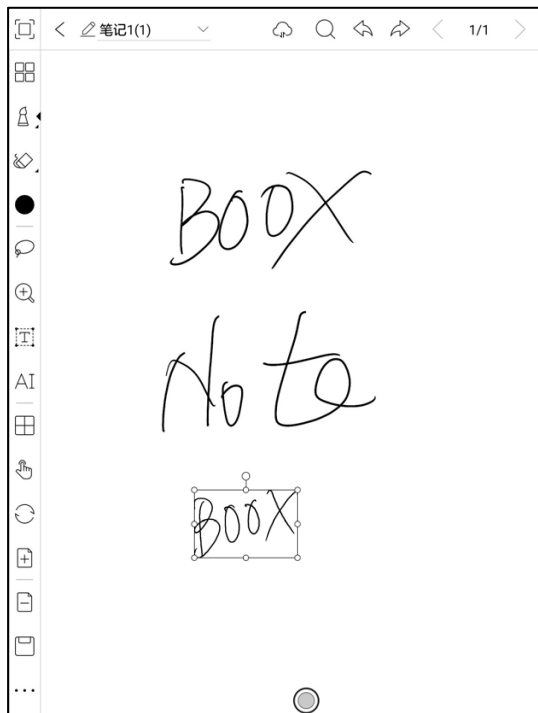 笔记1(1)
1/1
T
AI
BOOX
Note
BOOX